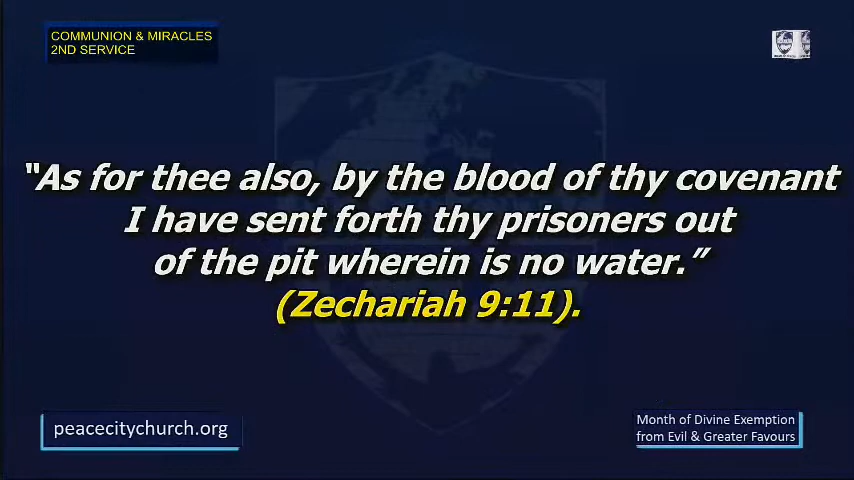 COMMUNION & MIRACLES
2ND SERVICE
“As for thee also, by the blood of thy covenant
I have sent forth thy prisoners out
of the pit wherein is no water.”
(Zechariah 9:11).
peacecitychurch.org
Month of Divine Exemption
from Evil & Greater Favours